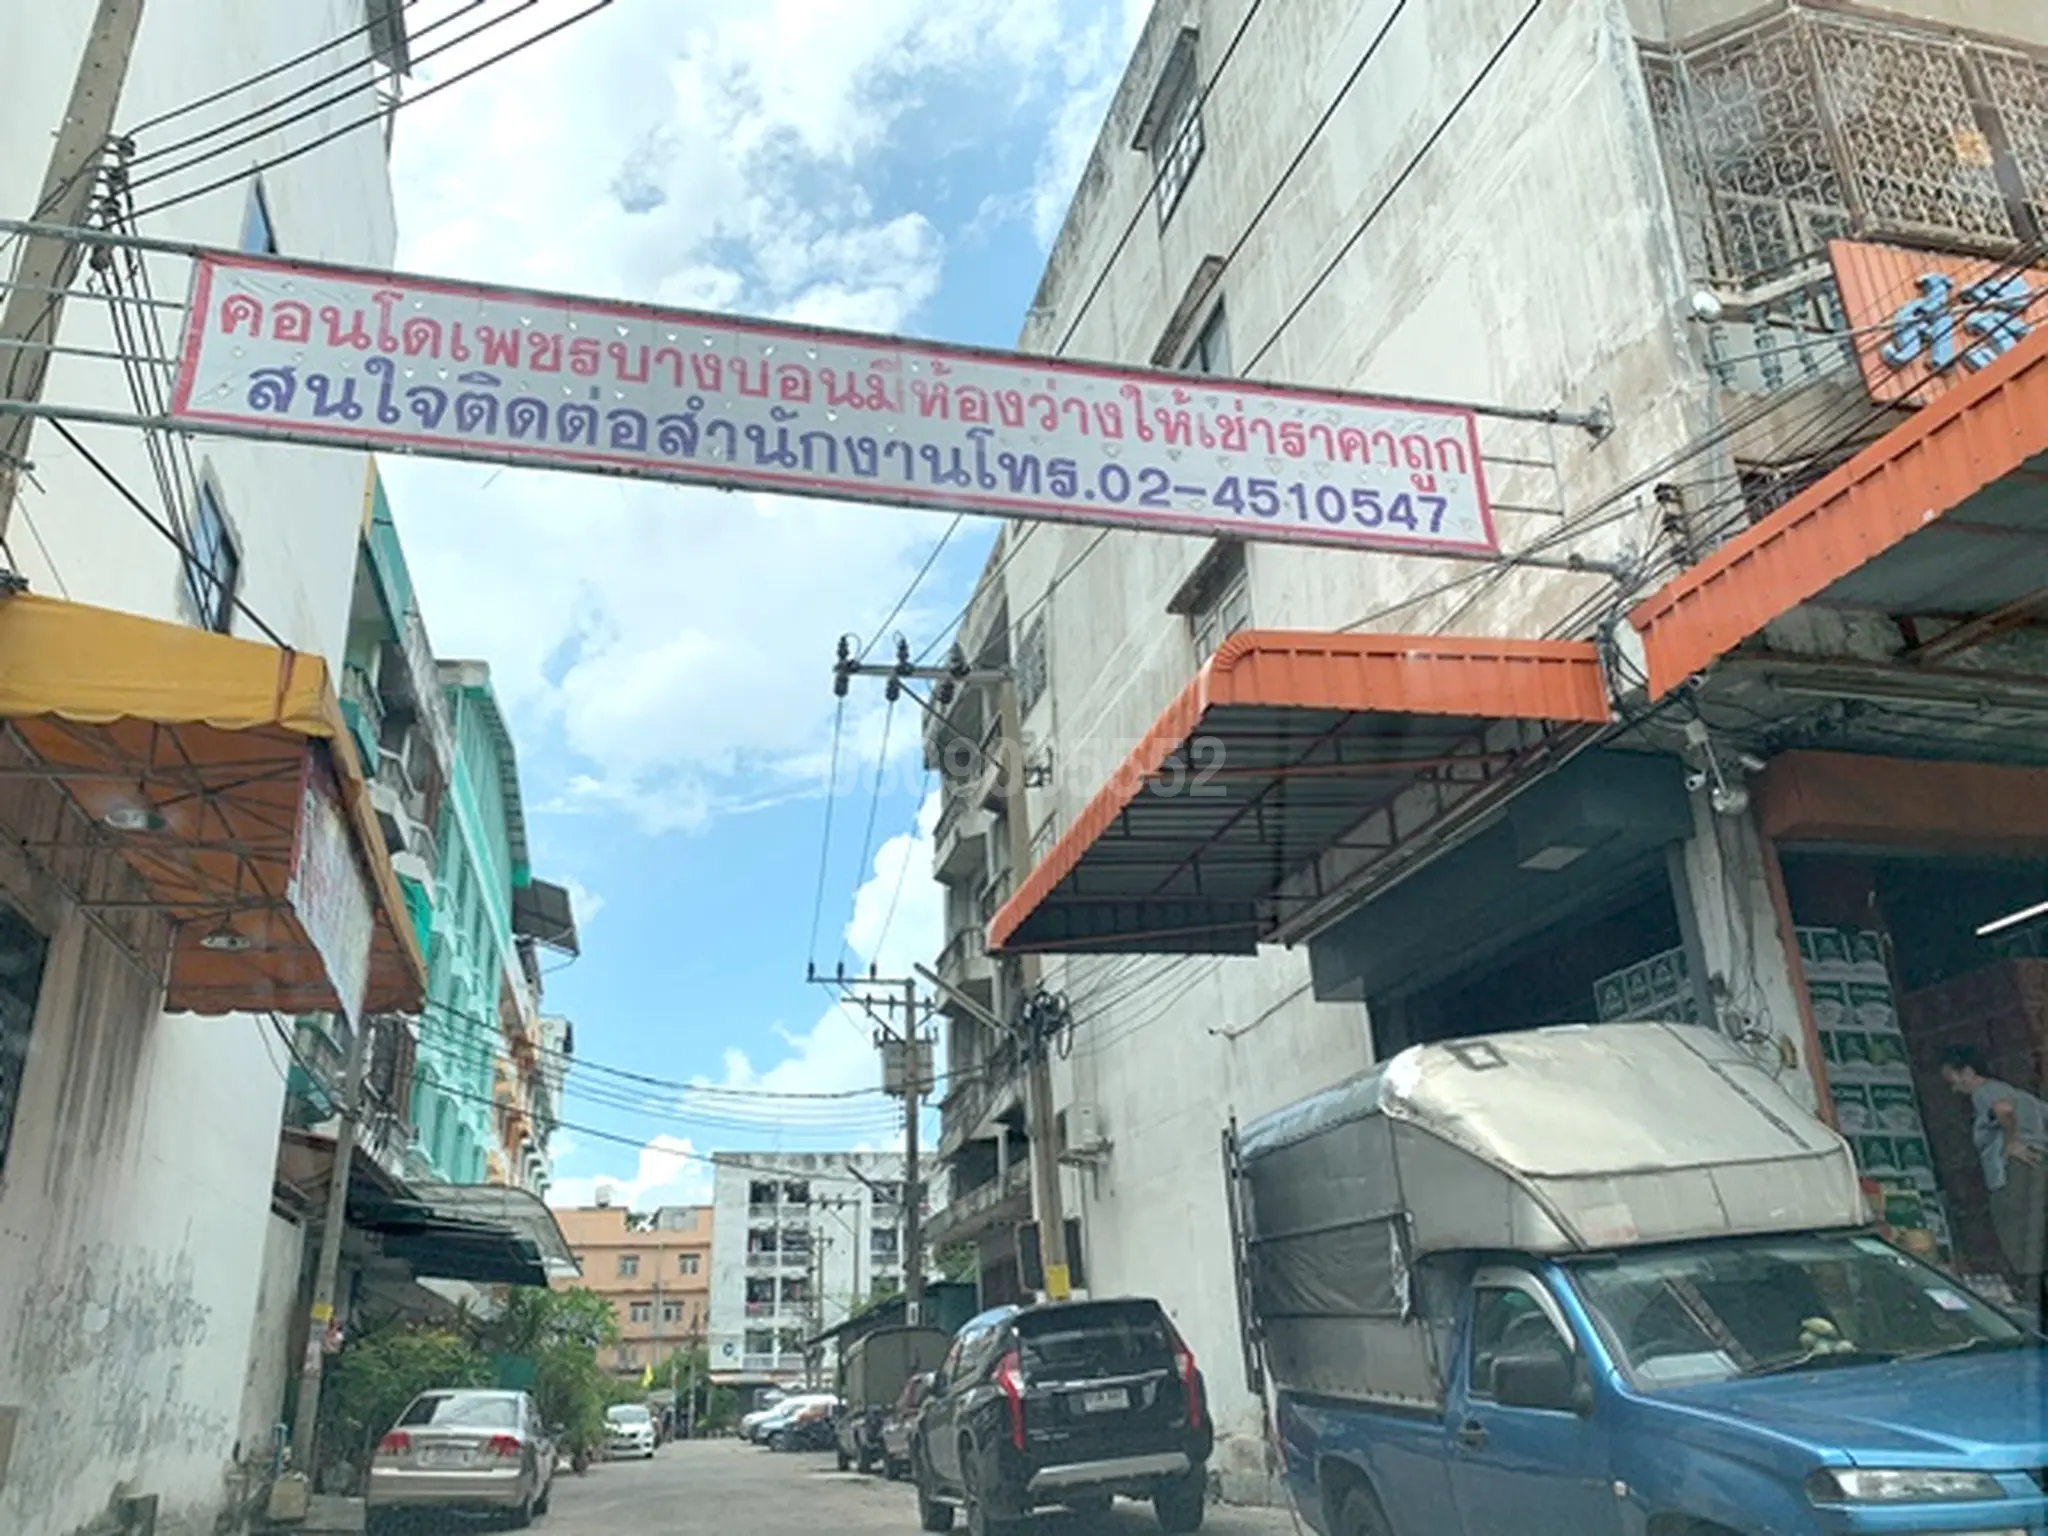 คอนโดเพชรบางบอนมีห้องว่างให้เช่าราคาถูก
สนใจติดต่อสำนักงานโทร.02-4510547